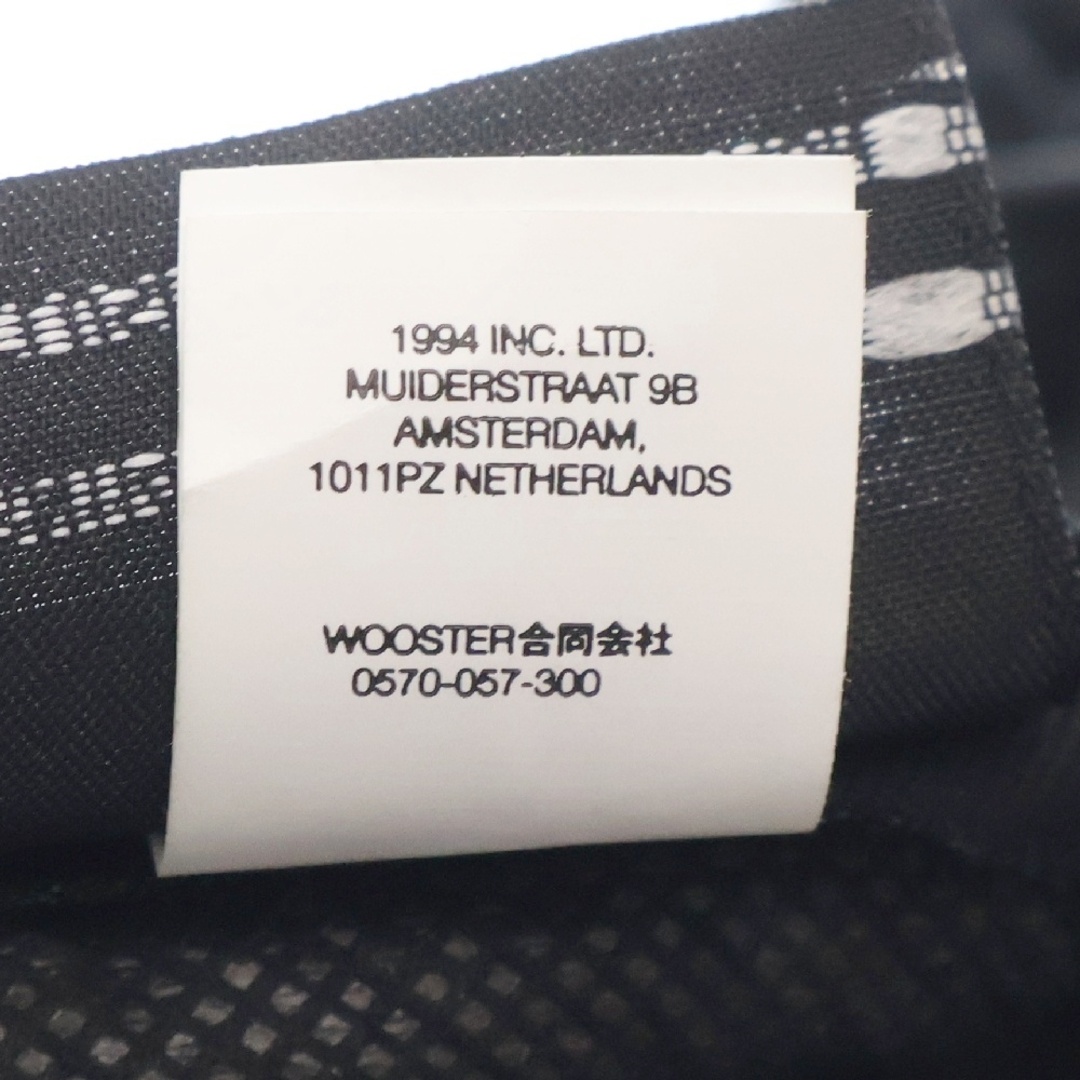 1994 INC. LTD.
MUIDERSTRAAT 9B
AMSTERDAM,
1011PZ NETHERLANDS
WOOSTER合同会社
0570-057-300